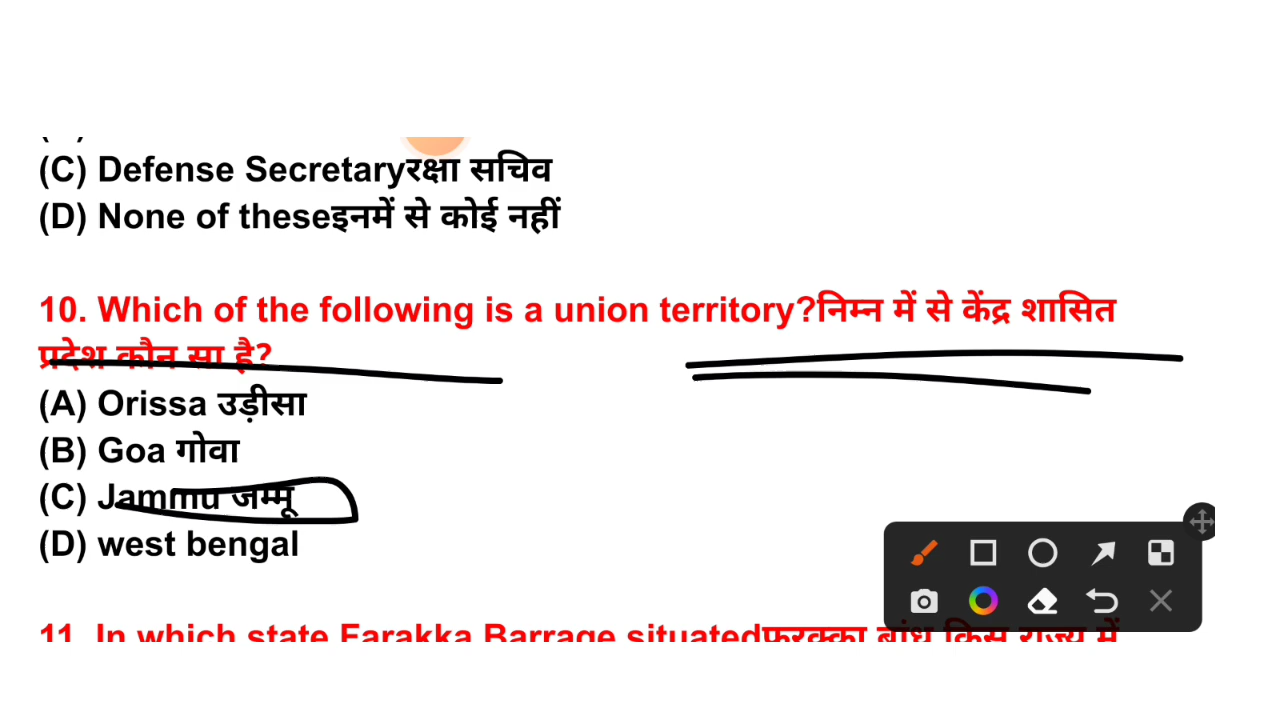 (C) Defense Secretaryरक्षा सचिव
(D) None of theseइनमें से कोई नहीं
10. Which of the following is a union territory?निम्न में से केंद्र शासित
प्रदेश कौन सा है?
(A) Orissa उड़ीसा
(B) Goa गोवा
(C) Jammu जम्मू
(D) west bengal
11. In which state Farakka Barrage situatedफरक्का बांध किस राज्य में